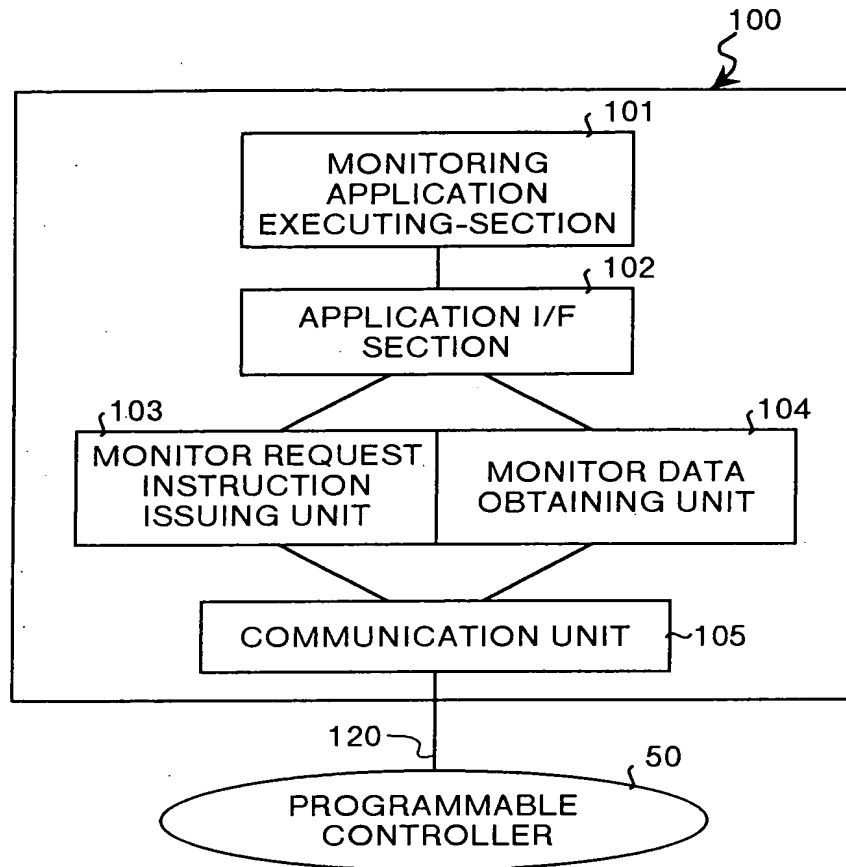 100
101
MONITORING
APPLICATION
EXECUTING-SECTION
102
APPLICATION I/F
SECTION
103
MONITOR REQUEST
INSTRUCTION
ISSUING UNIT
104
MONITOR DATA
OBTAINING UNIT
COMMUNICATION UNIT
105
120
50
PROGRAMMABLE
CONTROLLER